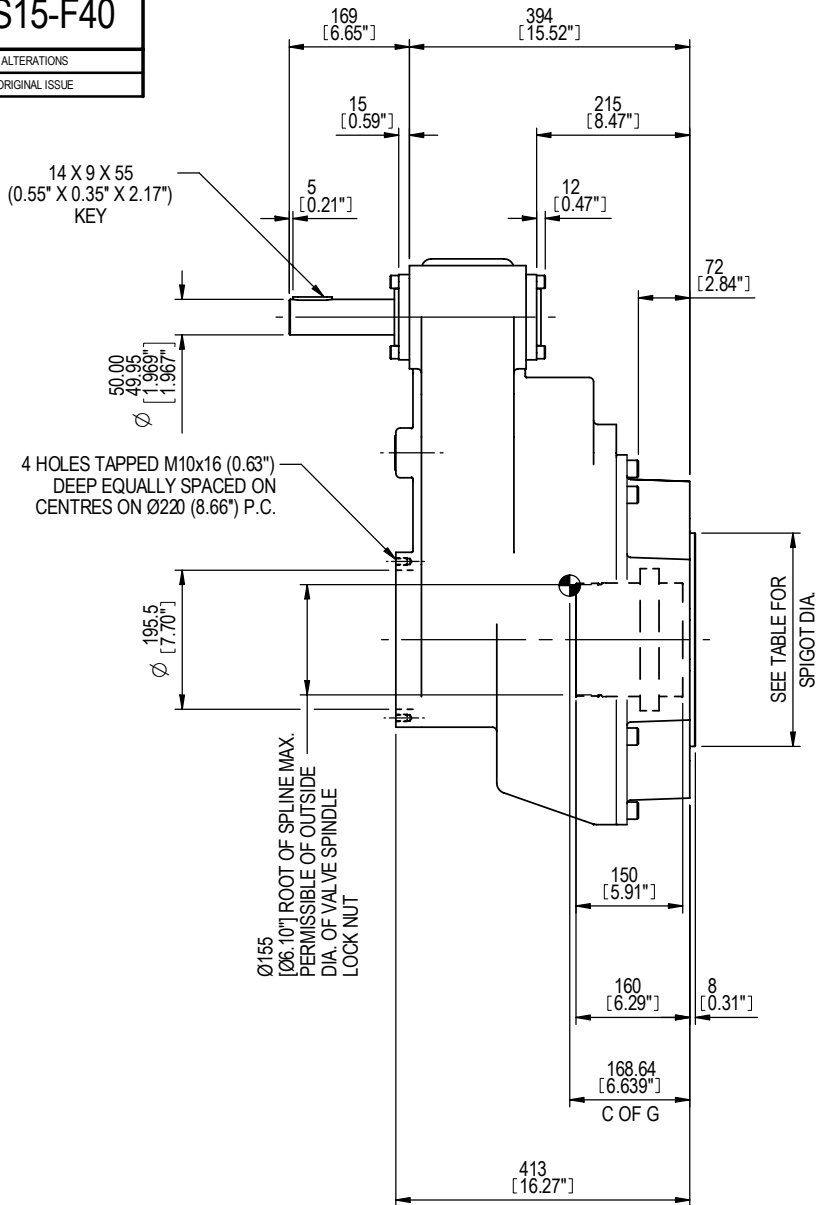 S15-F40
ALTERATIONS
ORIGINAL ISSUE
169
[6.65"]
394
[15.52"]
15
[0.59"]
215
[8.47"]
14 X 9 X 55
(0.55" X 0.35" X 2.17")
KEY
5
[0.21"]
12
[0.47"]
72
[2.84"]
50.00
49.95
Ø [1.969"
1.967"]
4 HOLES TAPPED M10x16 (0.63")
DEEP EQUALLY SPACED ON
CENTRES ON Ø220 (8.66") P.C.
Ø 195.5
[7.70"]
SEE TABLE FOR
SPIGOT DIA.
Ø155
[Ø6.10"] ROOT OF SPLINE MAX.
PERMISSIBLE OF OUTSIDE
DIA. OF VALVE SPINDLE
LOCK NUT
150
[5.91"]
160
[6.29"]
8
[0.31"]
168.64
[6.639"]
C OF G
413
[16.27"]